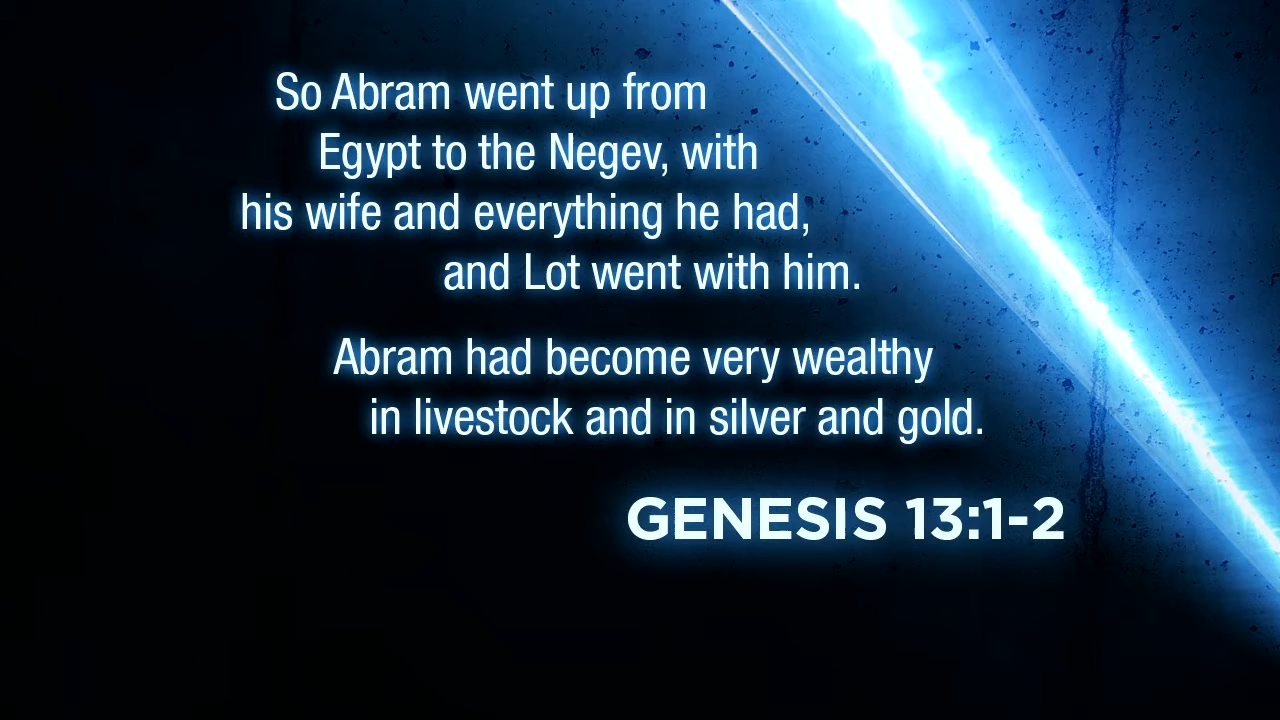 So Abram went up from
Egypt to the Negev, with
his wife and everything he had,
and Lot went with him.
Abram had become very wealthy
in livestock and in silver and gold.
GENESIS 13:1-2